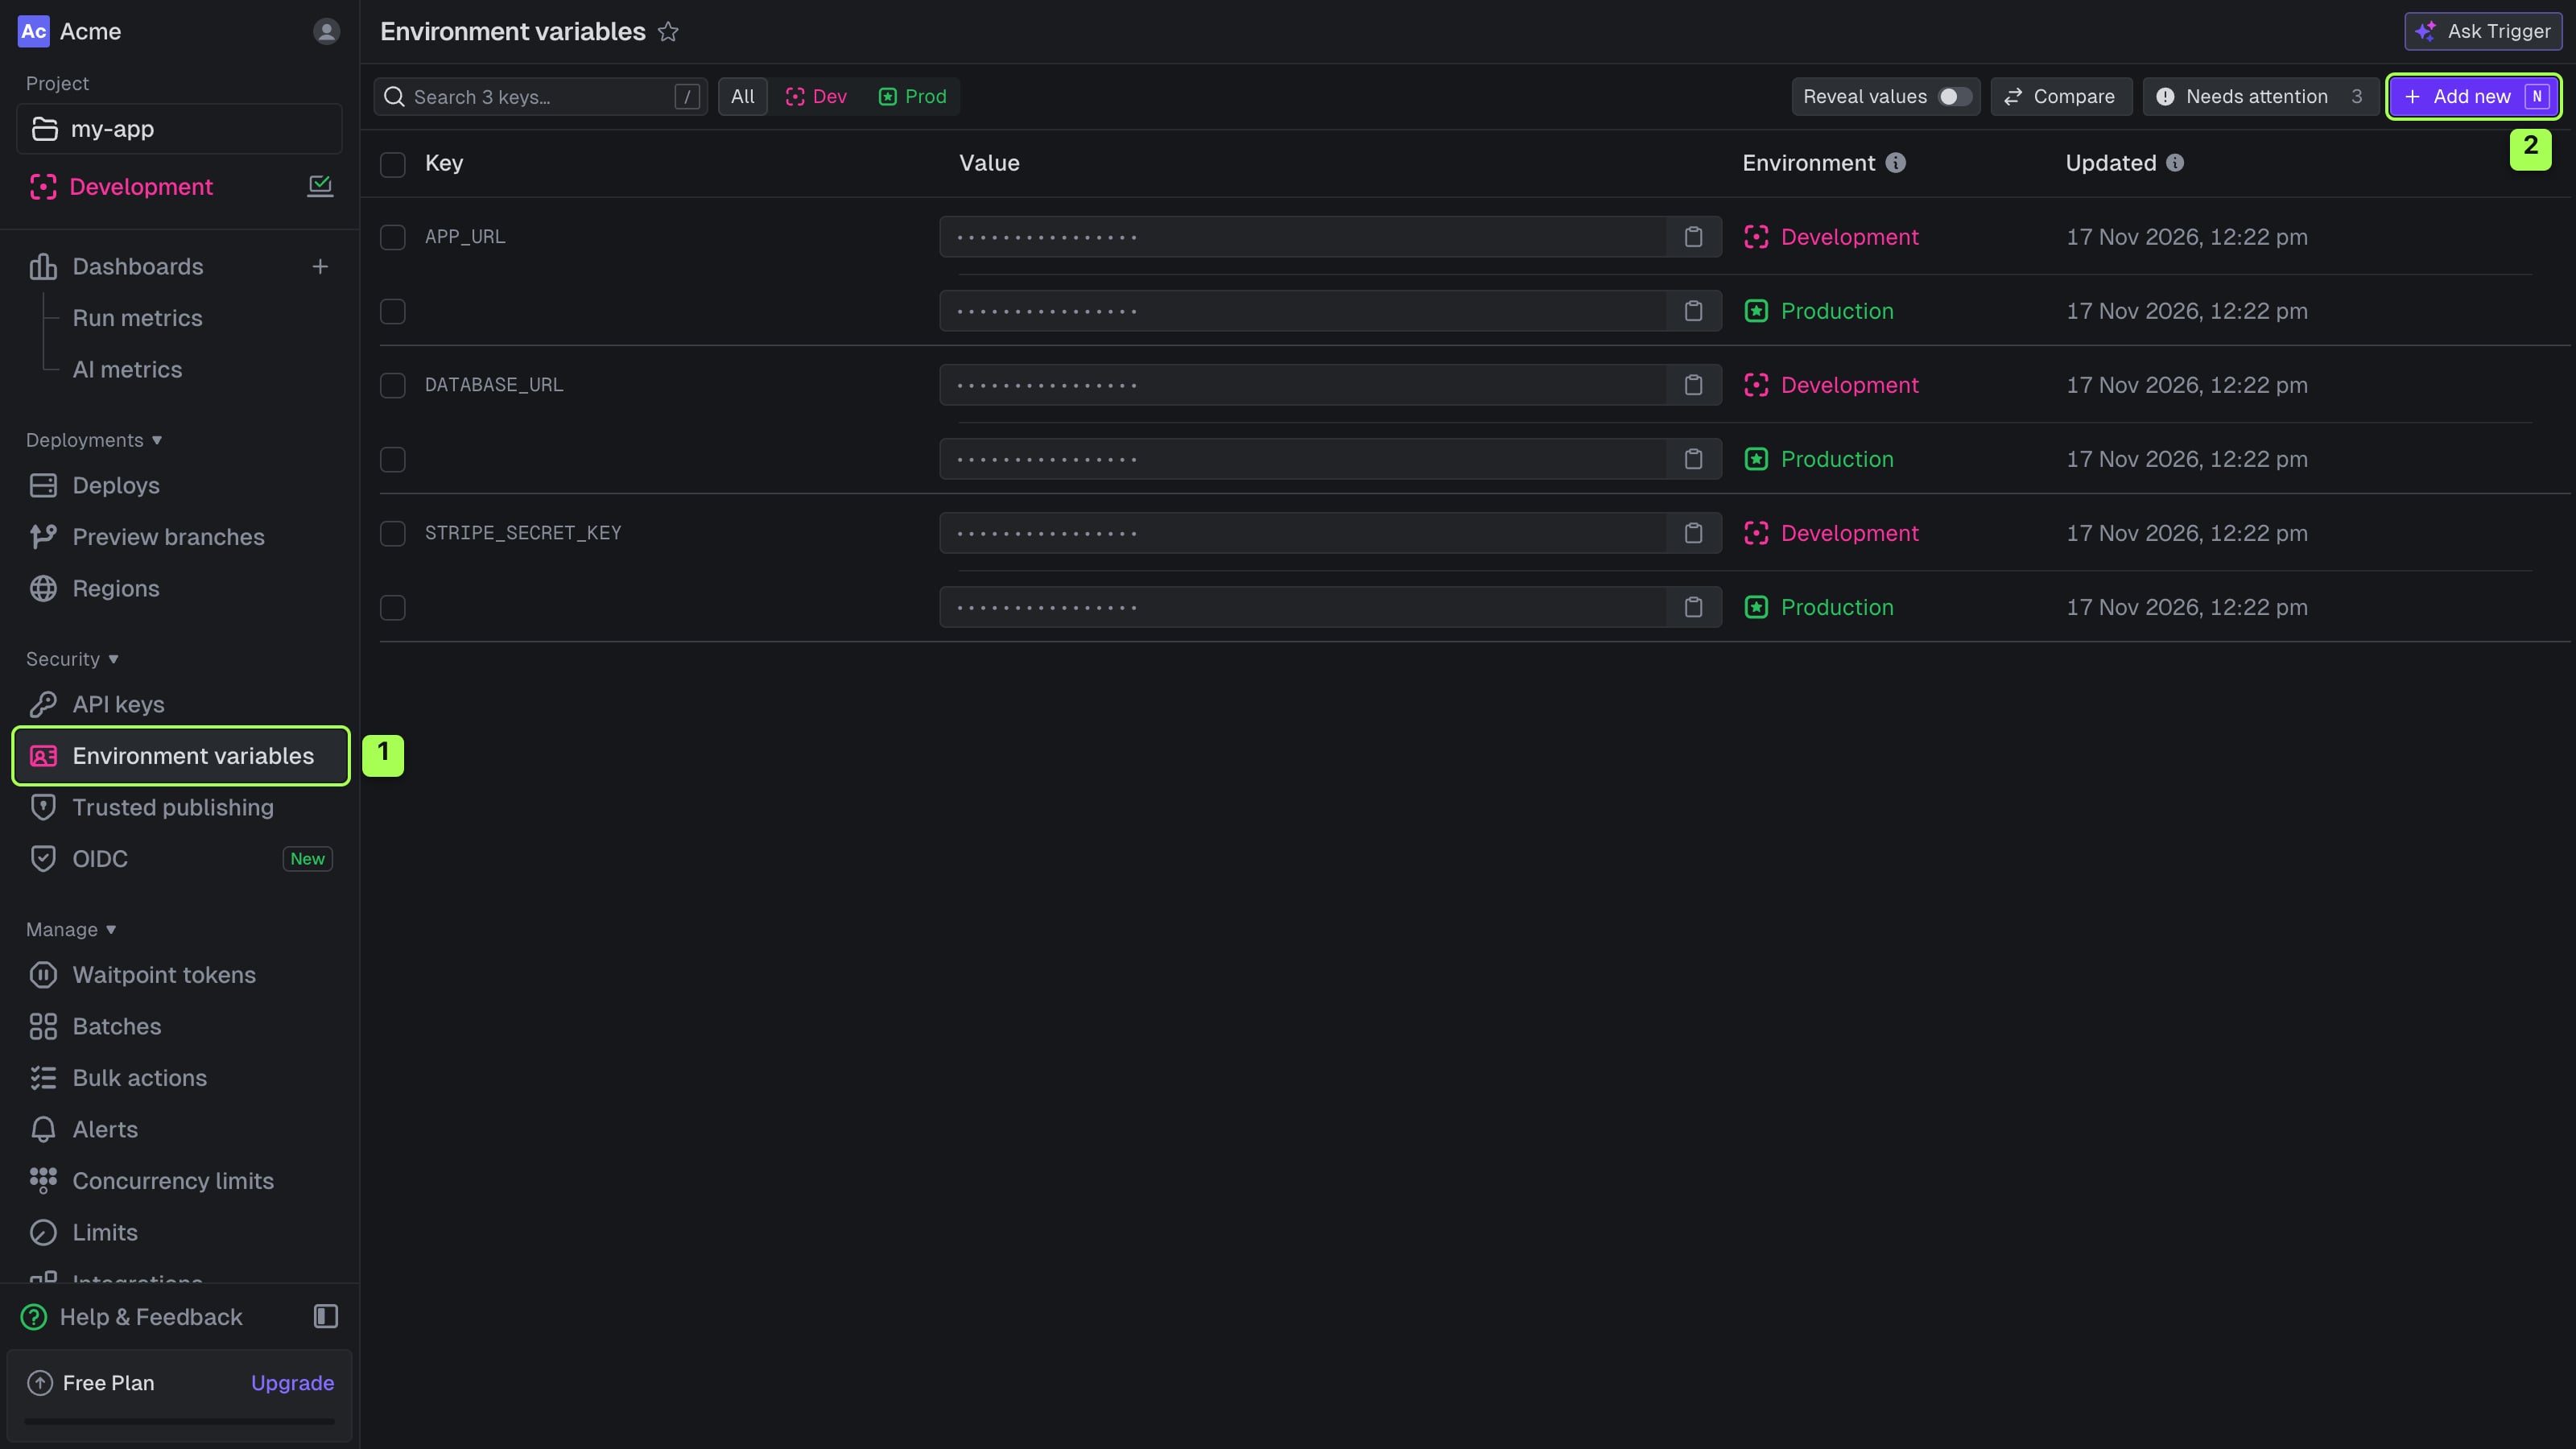 Ac Acme
Project
my-app
Development
Dashboards
Run metrics
AI metrics
Deployments
Deploys
Preview branches
Regions
Security
API keys
Environment variables
1
Trusted publishing
OIDC New
Manage
Waitpoint tokens
Batches
Bulk actions
Alerts
Concurrency limits
Limits
Integrations
Help & Feedback
Free Plan Upgrade
Environment variables
Ask Trigger
Search 3 keys... / All Dev Prod Reveal values Compare Needs attention 3 Add new N
2
Key Value Environment Updated
APP_URL •••••••••••••••• Development 17 Nov 2026, 12:22 pm
•••••••••••••••• Production 17 Nov 2026, 12:22 pm
DATABASE_URL •••••••••••••••• Development 17 Nov 2026, 12:22 pm
•••••••••••••••• Production 17 Nov 2026, 12:22 pm
STRIPE_SECRET_KEY •••••••••••••••• Development 17 Nov 2026, 12:22 pm
•••••••••••••••• Production 17 Nov 2026, 12:22 pm